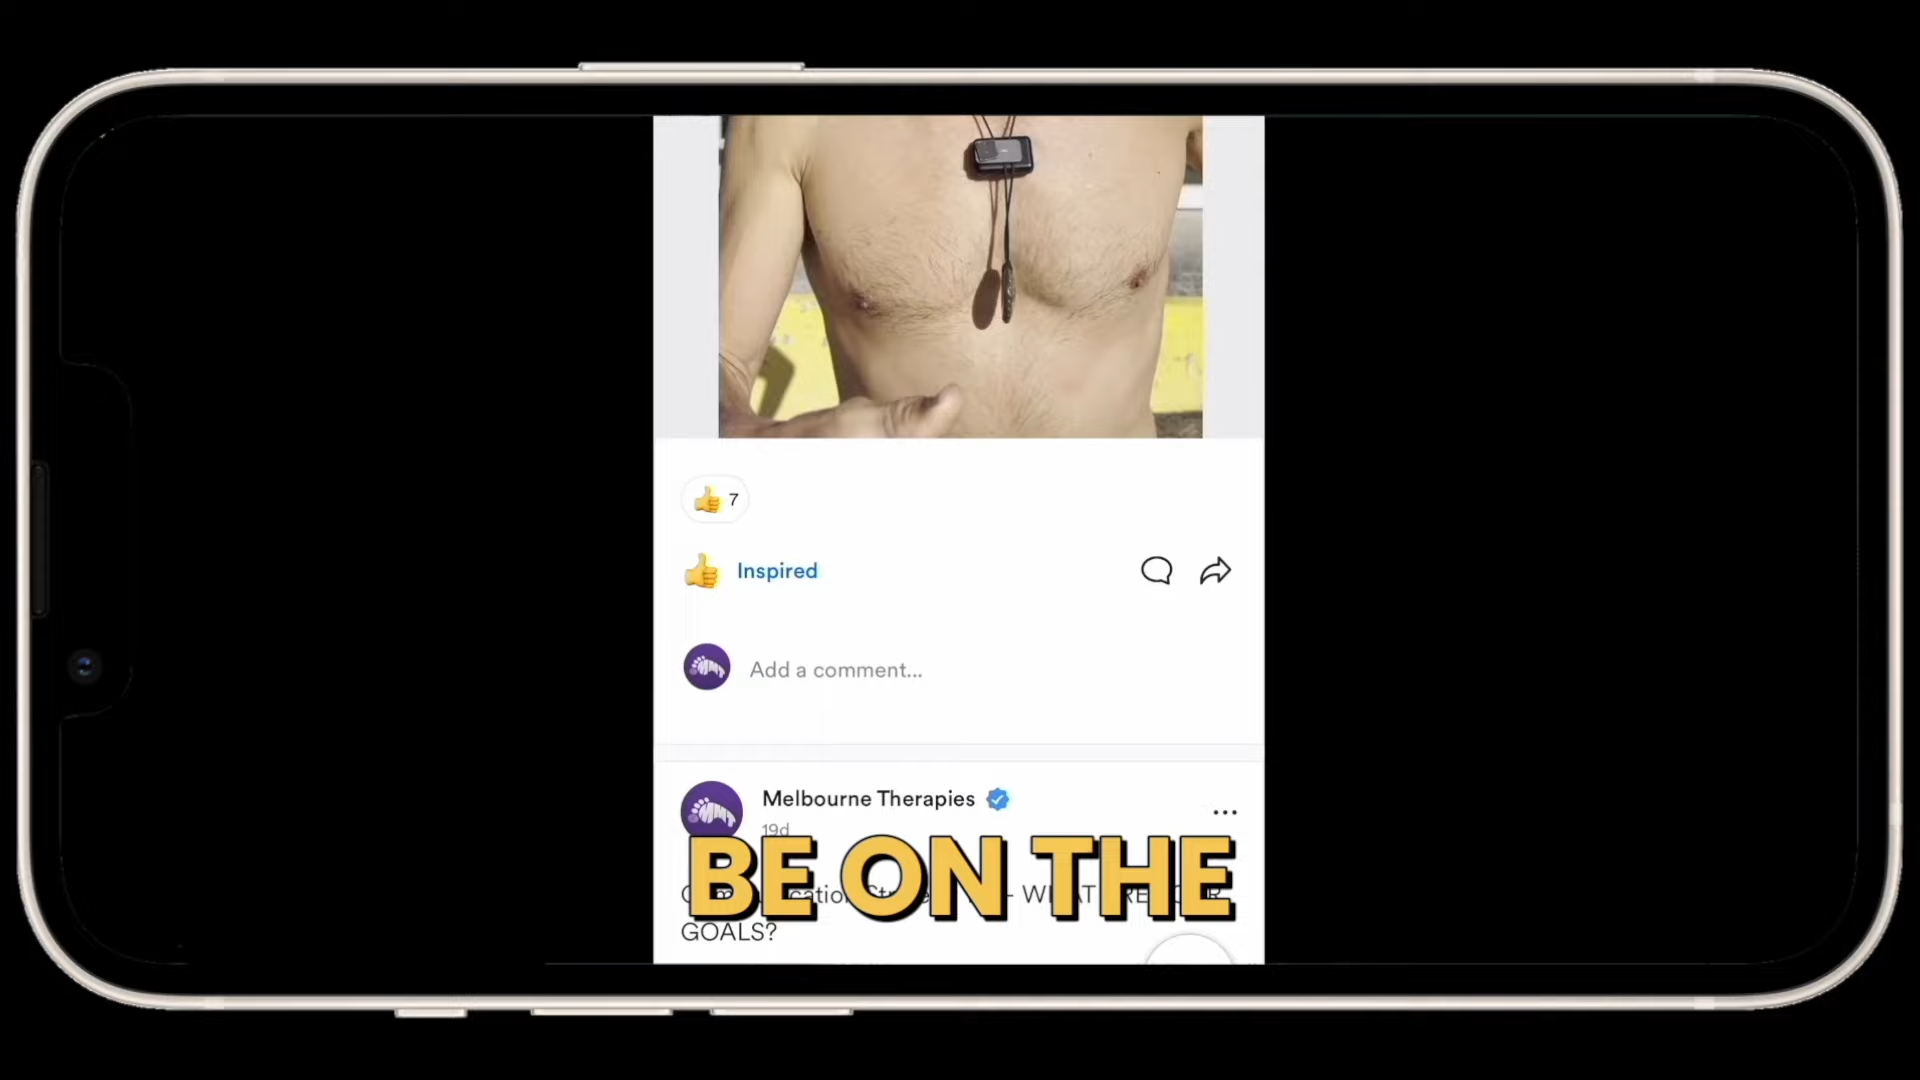 7
Inspired
Add a comment...
Melbourne Therapies
19d
BE ON THE
GOALS?